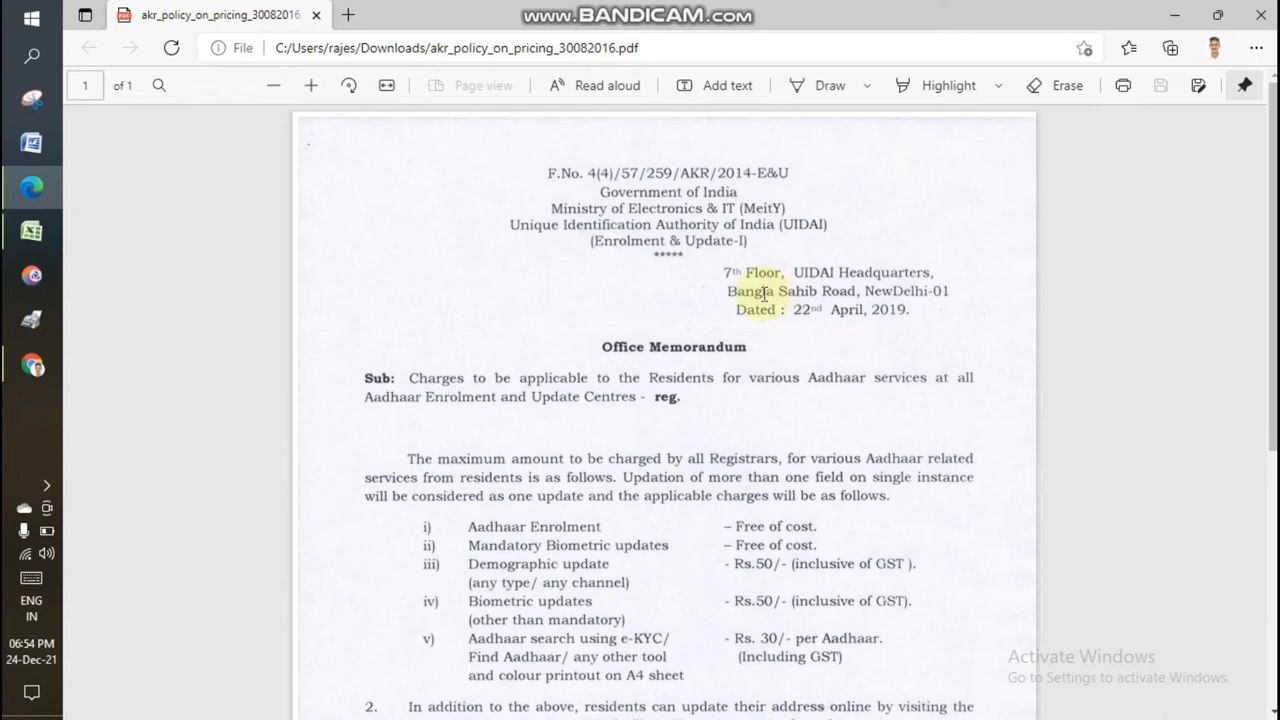 akr_policy_on_pricing_30082016.
www.BANDICAM.com
File C:/Users/rajes/Downloads/akr_policy_on_pricing_30082016.pdf
1 of 1 Page view Read aloud Add text Draw Highlight Erase
F.No. 4(4)/57/259/AKR/2014-E&U
Government of India
Ministry of Electronics & IT (MeitY)
Unique Identification Authority of India (UIDAI)
(Enrolment & Update-I)
*****
7th Floor, UIDAI Headquarters,
Bangla Sahib Road, NewDelhi-01
Dated : 22nd April, 2019.
Office Memorandum
Sub: Charges to be applicable to the Residents for various Aadhaar services at all
Aadhaar Enrolment and Update Centres - reg.
The maximum amount to be charged by all Registrars, for various Aadhaar related
services from residents is as follows. Updation of more than one field on single instance
will be considered as one update and the applicable charges will be as follows.
i) Aadhaar Enrolment – Free of cost.
ii) Mandatory Biometric updates – Free of cost.
iii) Demographic update - Rs.50/- (inclusive of GST ).
(any type/ any channel)
iv) Biometric updates - Rs.50/- (inclusive of GST).
(other than mandatory)
v) Aadhaar search using e-KYC/ - Rs. 30/- per Aadhaar.
Find Aadhaar/ any other tool (Including GST)
and colour printout on A4 sheet
2. In addition to the above, residents can update their address online by visiting the
Activate Windows
Go to Settings to activate Windows.
ENG
IN
06:54 PM
24-Dec-21